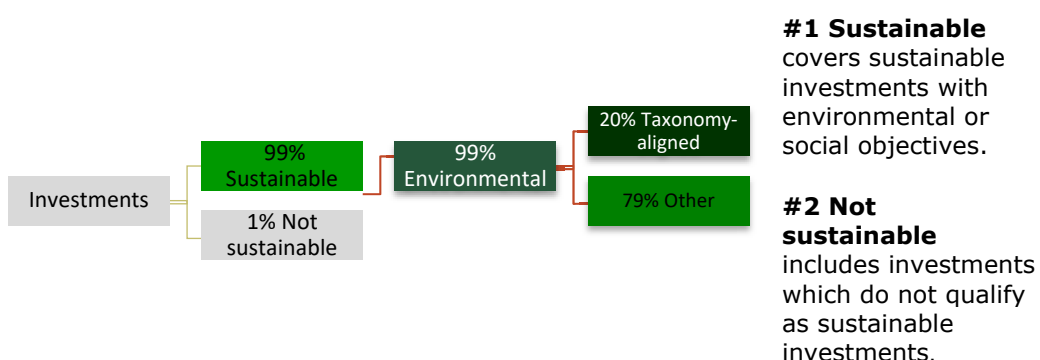 Investments
99%
Sustainable
1% Not
sustainable
99%
Environmental
20% Taxonomy-
aligned
79% Other
#1 Sustainable
covers sustainable
investments with
environmental or
social objectives.
#2 Not
sustainable
includes investments
which do not qualify
as sustainable
investments.